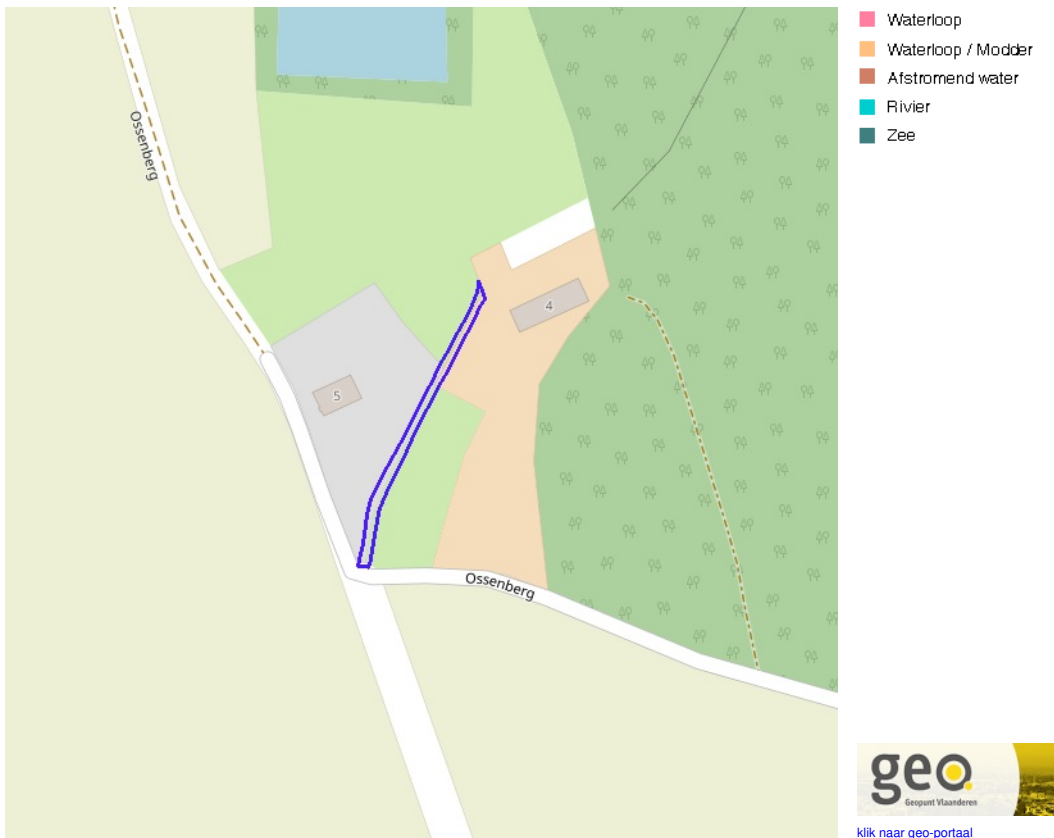 Ossenberg
4
5
Ossenberg
Waterloop
Waterloop / Modder
Afstromend water
Rivier
Zee
geo.
Geopunt Vlaanderen
klik naar geo-portaal